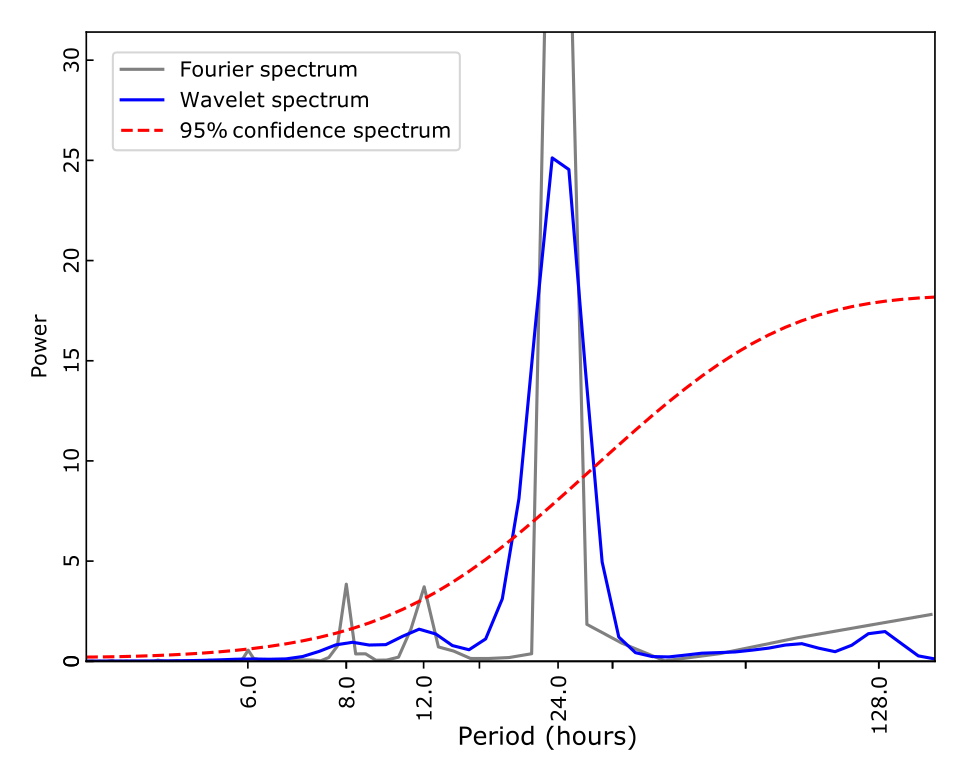 Fourier spectrum
Wavelet spectrum
95% confidence spectrum
30
25
20
15
10
5
0
Power
6.0
8.0
12.0
24.0
128.0
Period (hours)